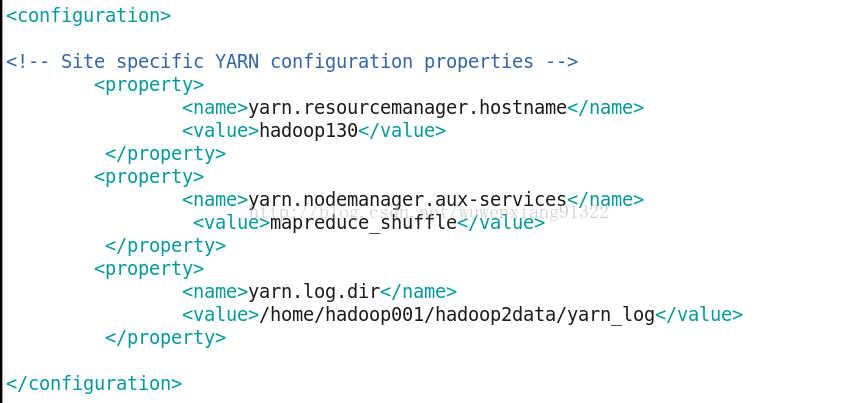 <configuration>
<!-- Site specific YARN configuration properties -->
<property>
<name>yarn.resourcemanager.hostname</name>
<value>hadoop130</value>
</property>
<property>
<name>yarn.nodemanager.aux-services</name>
http://blog.csdn.net/wuwenxiang91322
<value>mapreduce_shuffle</value>
</property>
<property>
<name>yarn.log.dir</name>
<value>/home/hadoop001/hadoop2data/yarn_log</value>
</property>
</configuration>